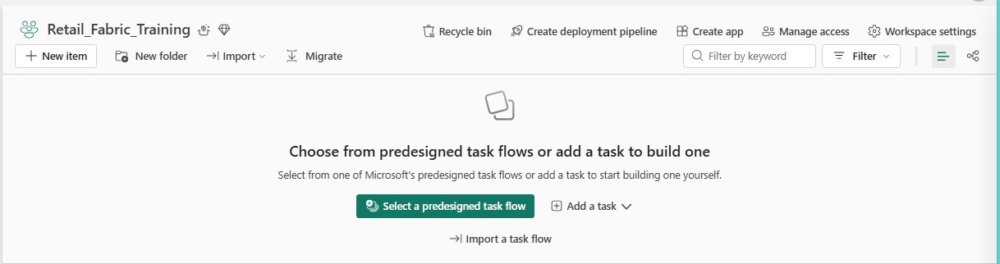 Retail_Fabric_Training
Recycle bin Create deployment pipeline Create app Manage access Workspace settings
New item New folder Import Migrate Filter by keyword Filter
Choose from predesigned task flows or add a task to build one
Select from one of Microsoft's predesigned task flows or add a task to start building one yourself.
Select a predesigned task flow Add a task
Import a task flow